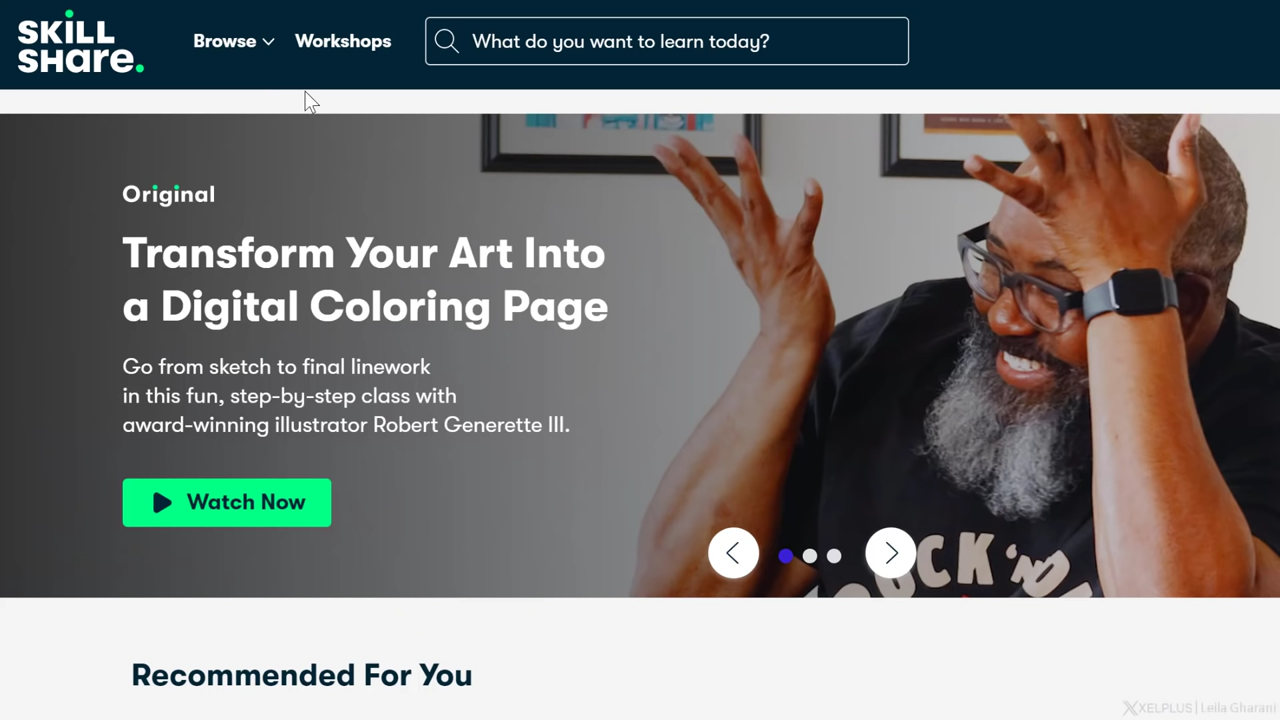 SKiLL
SHare.
Browse
Workshops
What do you want to learn today?
Original
Transform Your Art Into
a Digital Coloring Page
Go from sketch to final linework
in this fun, step-by-step class with
award-winning illustrator Robert Generette III.
Watch Now
Recommended For You
XELPLUS | Leila Gharani